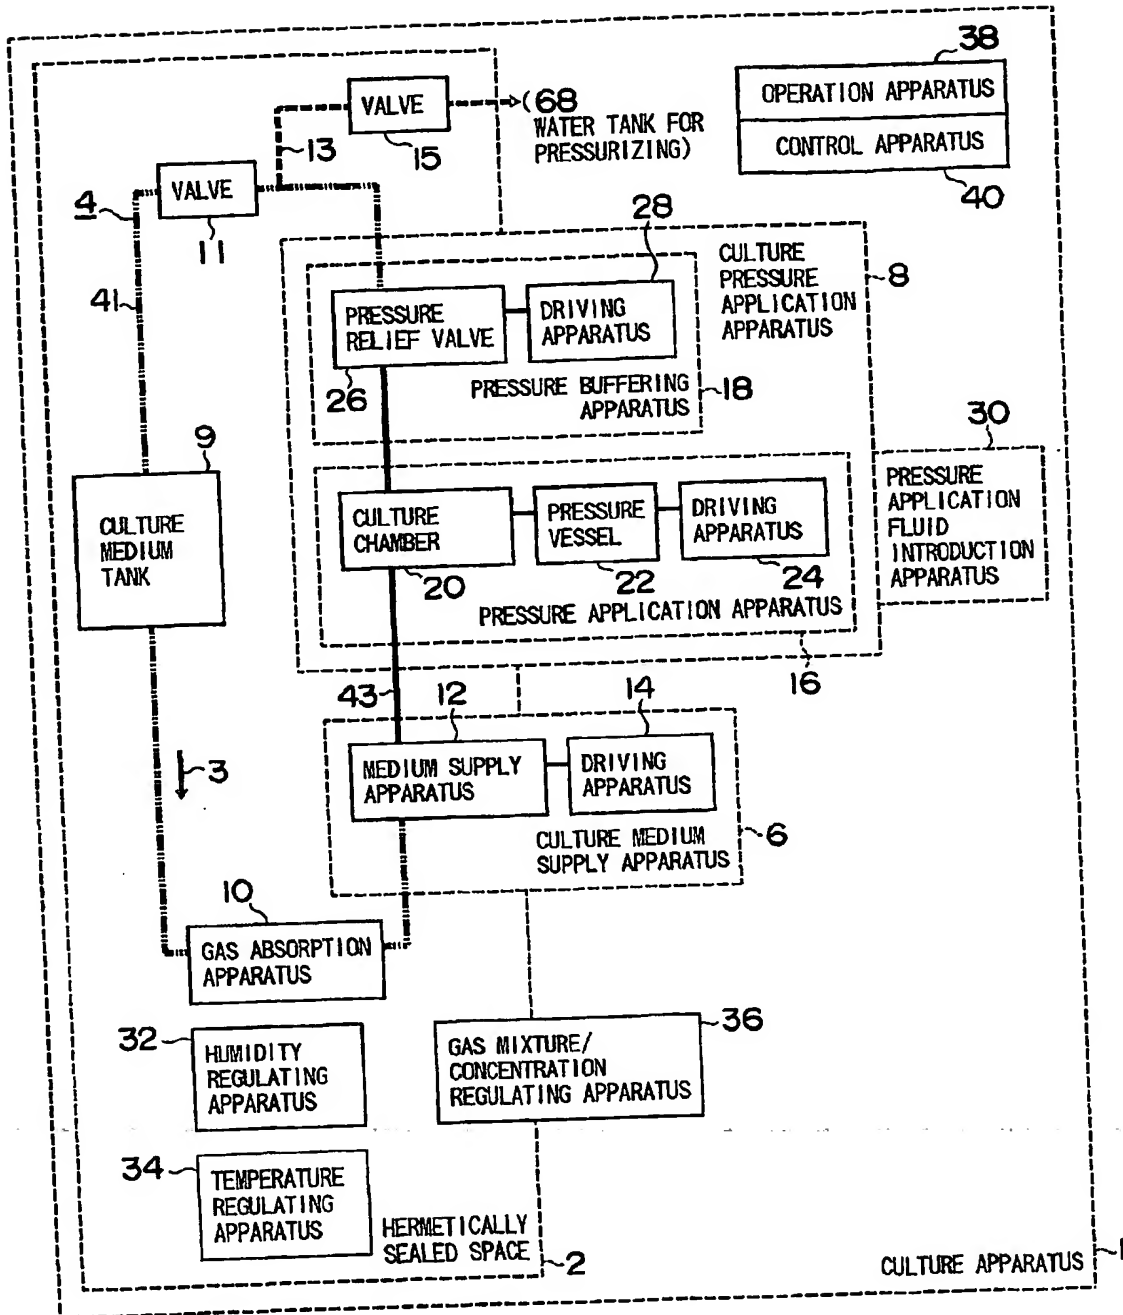 38
OPERATION APPARATUS
CONTROL APPARATUS
40
VALVE
15
(68
WATER TANK FOR
PRESSURIZING)
13
4
VALVE
11
41
28
CULTURE
PRESSURE
APPLICATION
APPARATUS
8
PRESSURE
RELIEF VALVE
26
DRIVING
APPARATUS
PRESSURE BUFFERING
APPARATUS
18
30
PRESSURE
APPLICATION
FLUID
INTRODUCTION
APPARATUS
9
CULTURE
MEDIUM
TANK
CULTURE
CHAMBER
20
PRESSURE
VESSEL
22
DRIVING
APPARATUS
24
PRESSURE APPLICATION APPARATUS
16
43
12
14
3
MEDIUM SUPPLY
APPARATUS
DRIVING
APPARATUS
CULTURE MEDIUM
SUPPLY APPARATUS
6
10
GAS ABSORPTION
APPARATUS
32
HUMIDITY
REGULATING
APPARATUS
36
GAS MIXTURE/
CONCENTRATION
REGULATING APPARATUS
34
TEMPERATURE
REGULATING
APPARATUS
HERMETICALLY
SEALED SPACE
2
CULTURE APPARATUS
1